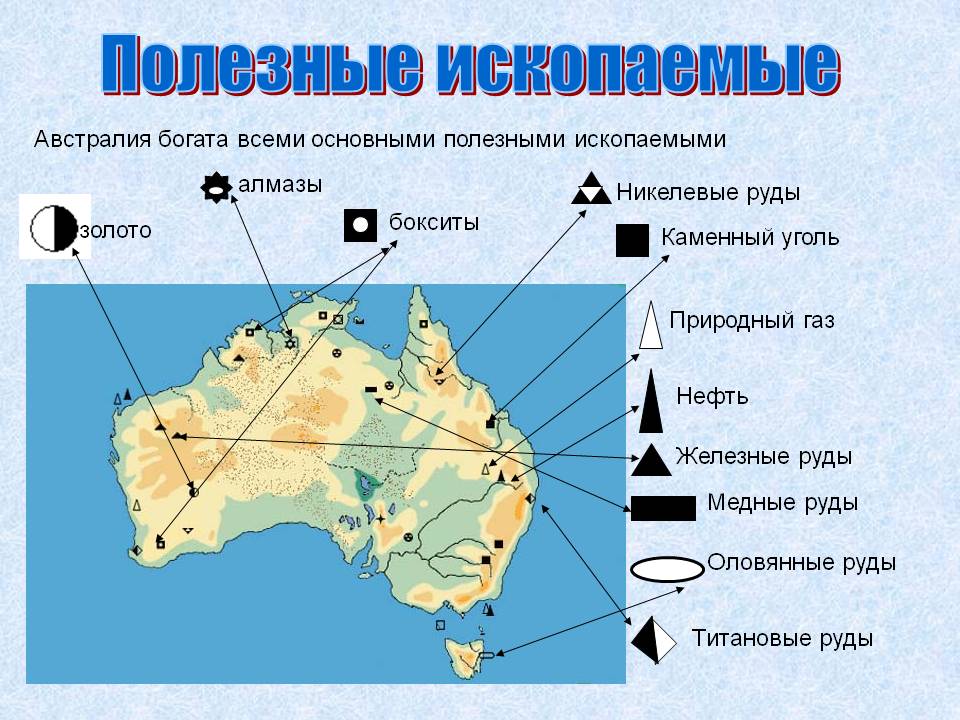 Полезные ископаемые
Австралия богата всеми основными полезными ископаемыми
алмазы
Никелевые руды
золото
бокситы
Каменный уголь
Природный газ
Нефть
Железные руды
Медные руды
Оловянные руды
Титановые руды